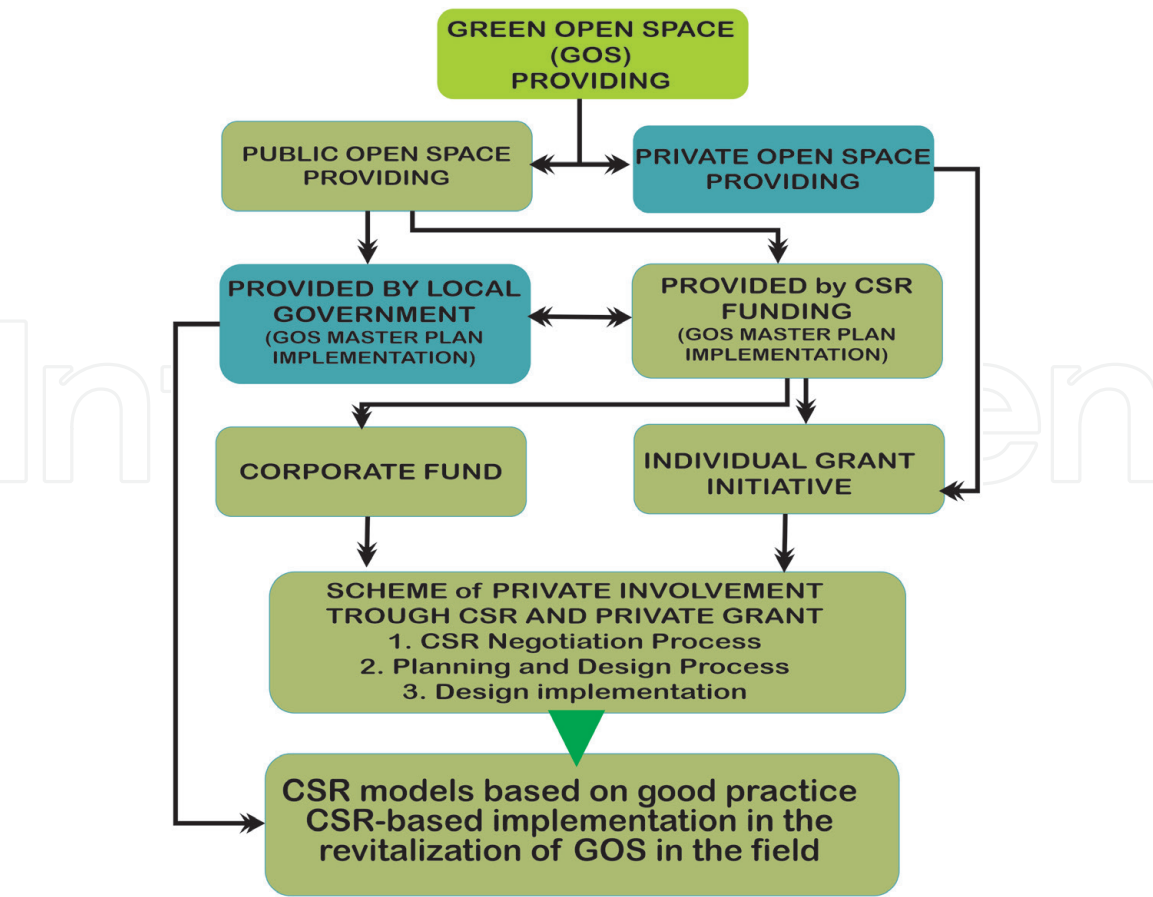 GREEN OPEN SPACE
(GOS)
PROVIDING
PUBLIC OPEN SPACE
PROVIDING
PRIVATE OPEN SPACE
PROVIDING
PROVIDED BY LOCAL
GOVERNMENT
(GOS MASTER PLAN
IMPLEMENTATION)
PROVIDED by CSR
FUNDING
(GOS MASTER PLAN
IMPLEMENTATION)
CORPORATE FUND
INDIVIDUAL GRANT
INITIATIVE
SCHEME of PRIVATE INVOLVEMENT
TROUGH CSR AND PRIVATE GRANT
1. CSR Negotiation Process
2. Planning and Design Process
3. Design implementation
CSR models based on good practice
CSR-based implementation in the
revitalization of GOS in the field